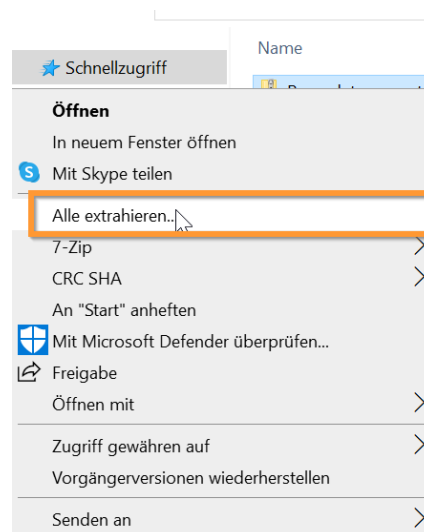 Name
Schnellzugriff
Öffnen
In neuem Fenster öffnen
Mit Skype teilen
Alle extrahieren...
7-Zip
CRC SHA
An "Start" anheften
Mit Microsoft Defender überprüfen...
Freigabe
Öffnen mit
Zugriff gewähren auf
Vorgängerversionen wiederherstellen
Senden an